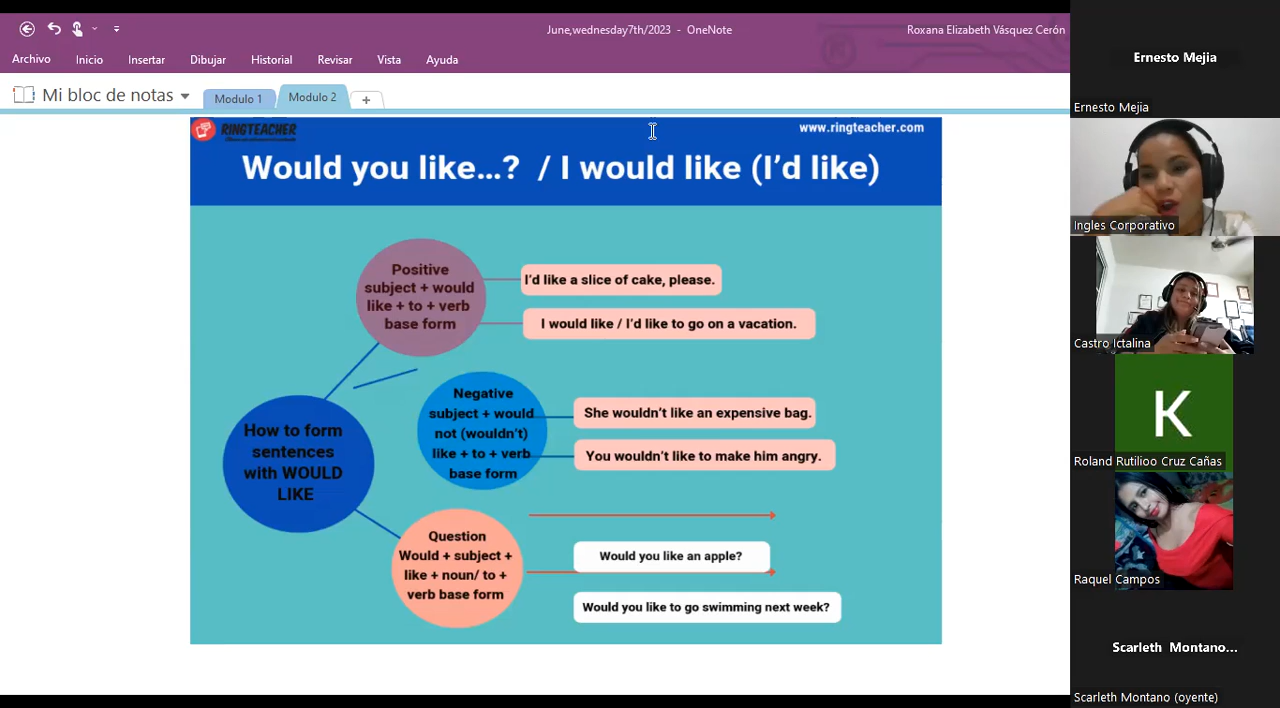 June,wednesday7th/2023 - OneNote
Roxana Elizabeth Vásquez Cerón
Archivo Inicio Insertar Dibujar Historial Revisar Vista Ayuda
Mi bloc de notas
Modulo 1
Modulo 2
RINGTEACHER
www.ringteacher.com
Would you like...? / I would like (I'd like)
Positive
subject + would
like + to + verb
base form
I'd like a slice of cake, please.
I would like / I'd like to go on a vacation.
How to form
sentences
with WOULD
LIKE
Negative
subject + would
not (wouldn't)
like + to + verb
base form
She wouldn't like an expensive bag.
You wouldn't like to make him angry.
Question
Would + subject +
like + noun/ to +
verb base form
Would you like an apple?
Would you like to go swimming next week?
Ernesto Mejia
Ernesto Mejia
Ingles Corporativo
Castro Ictalina
K
Roland Rutilioo Cruz Cañas
Raquel Campos
Scarleth Montano...
Scarleth Montano (oyente)